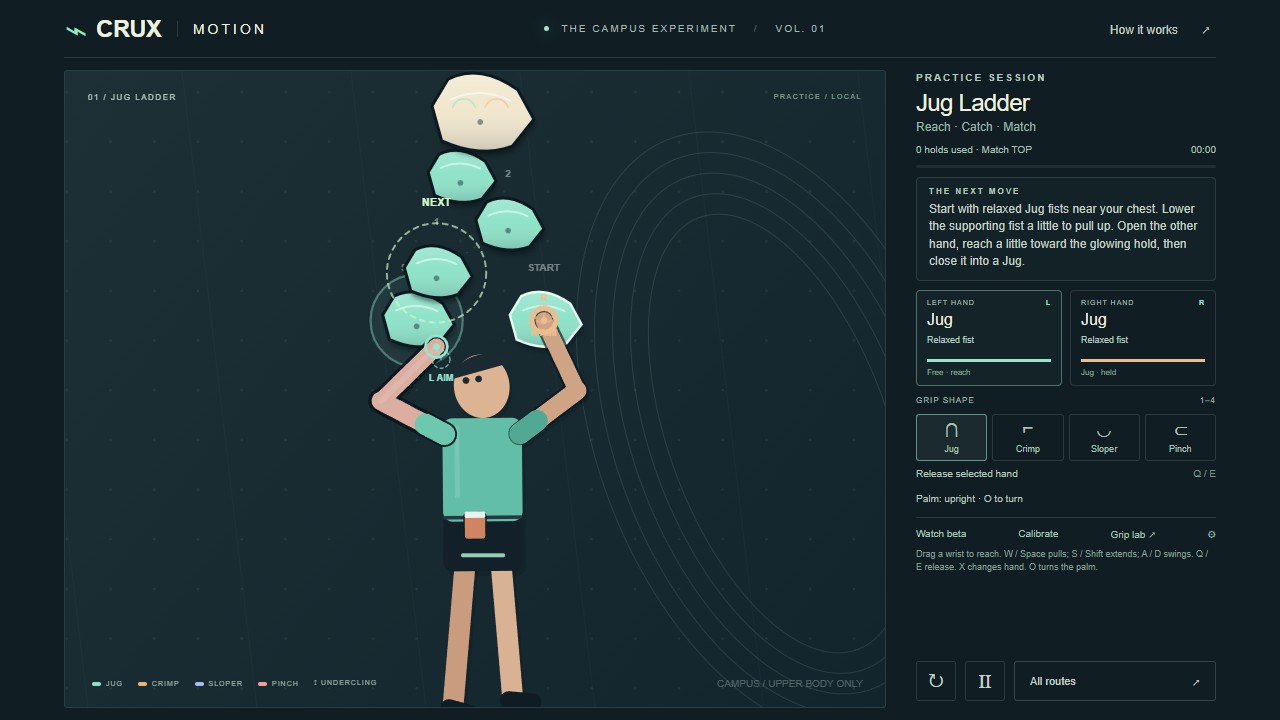 CRUX MOTION
THE CAMPUS EXPERIMENT / VOL. 01
How it works ↗
01 / JUG LADDER
PRACTICE / LOCAL
2
NEXT
START
L AIM
JUG CRIMP SLOPER PINCH UNDERCLING
CAMPUS / UPPER BODY ONLY
PRACTICE SESSION
Jug Ladder
Reach · Catch · Match
0 holds used · Match TOP 00:00
THE NEXT MOVE
Start with relaxed Jug fists near your chest. Lower
the supporting fist a little to pull up. Open the other
hand, reach a little toward the glowing hold, then
close it into a Jug.
LEFT HAND L
Jug
Relaxed fist
Free · reach
RIGHT HAND R
Jug
Relaxed fist
Jug · held
GRIP SHAPE 1–4
Jug Crimp Sloper Pinch
Release selected hand Q / E
Palm: upright · O to turn
Watch beta Calibrate Grip lab ↗
Drag a wrist to reach. W / Space pulls; S / Shift extends; A / D swings. Q /
E release. X changes hand. O turns the palm.
All routes ↗